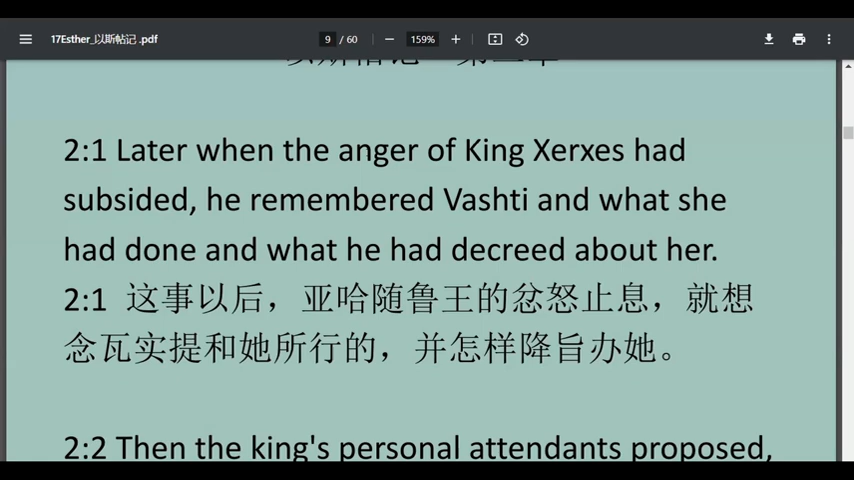 17Esther_以斯帖记 .pdf
9 / 60
159%
2:1 Later when the anger of King Xerxes had
subsided, he remembered Vashti and what she
had done and what he had decreed about her.
2:1 这事以后，亚哈随鲁王的忿怒止息，就想
念瓦实提和她所行的，并怎样降旨办她。
2:2 Then the king's personal attendants proposed,